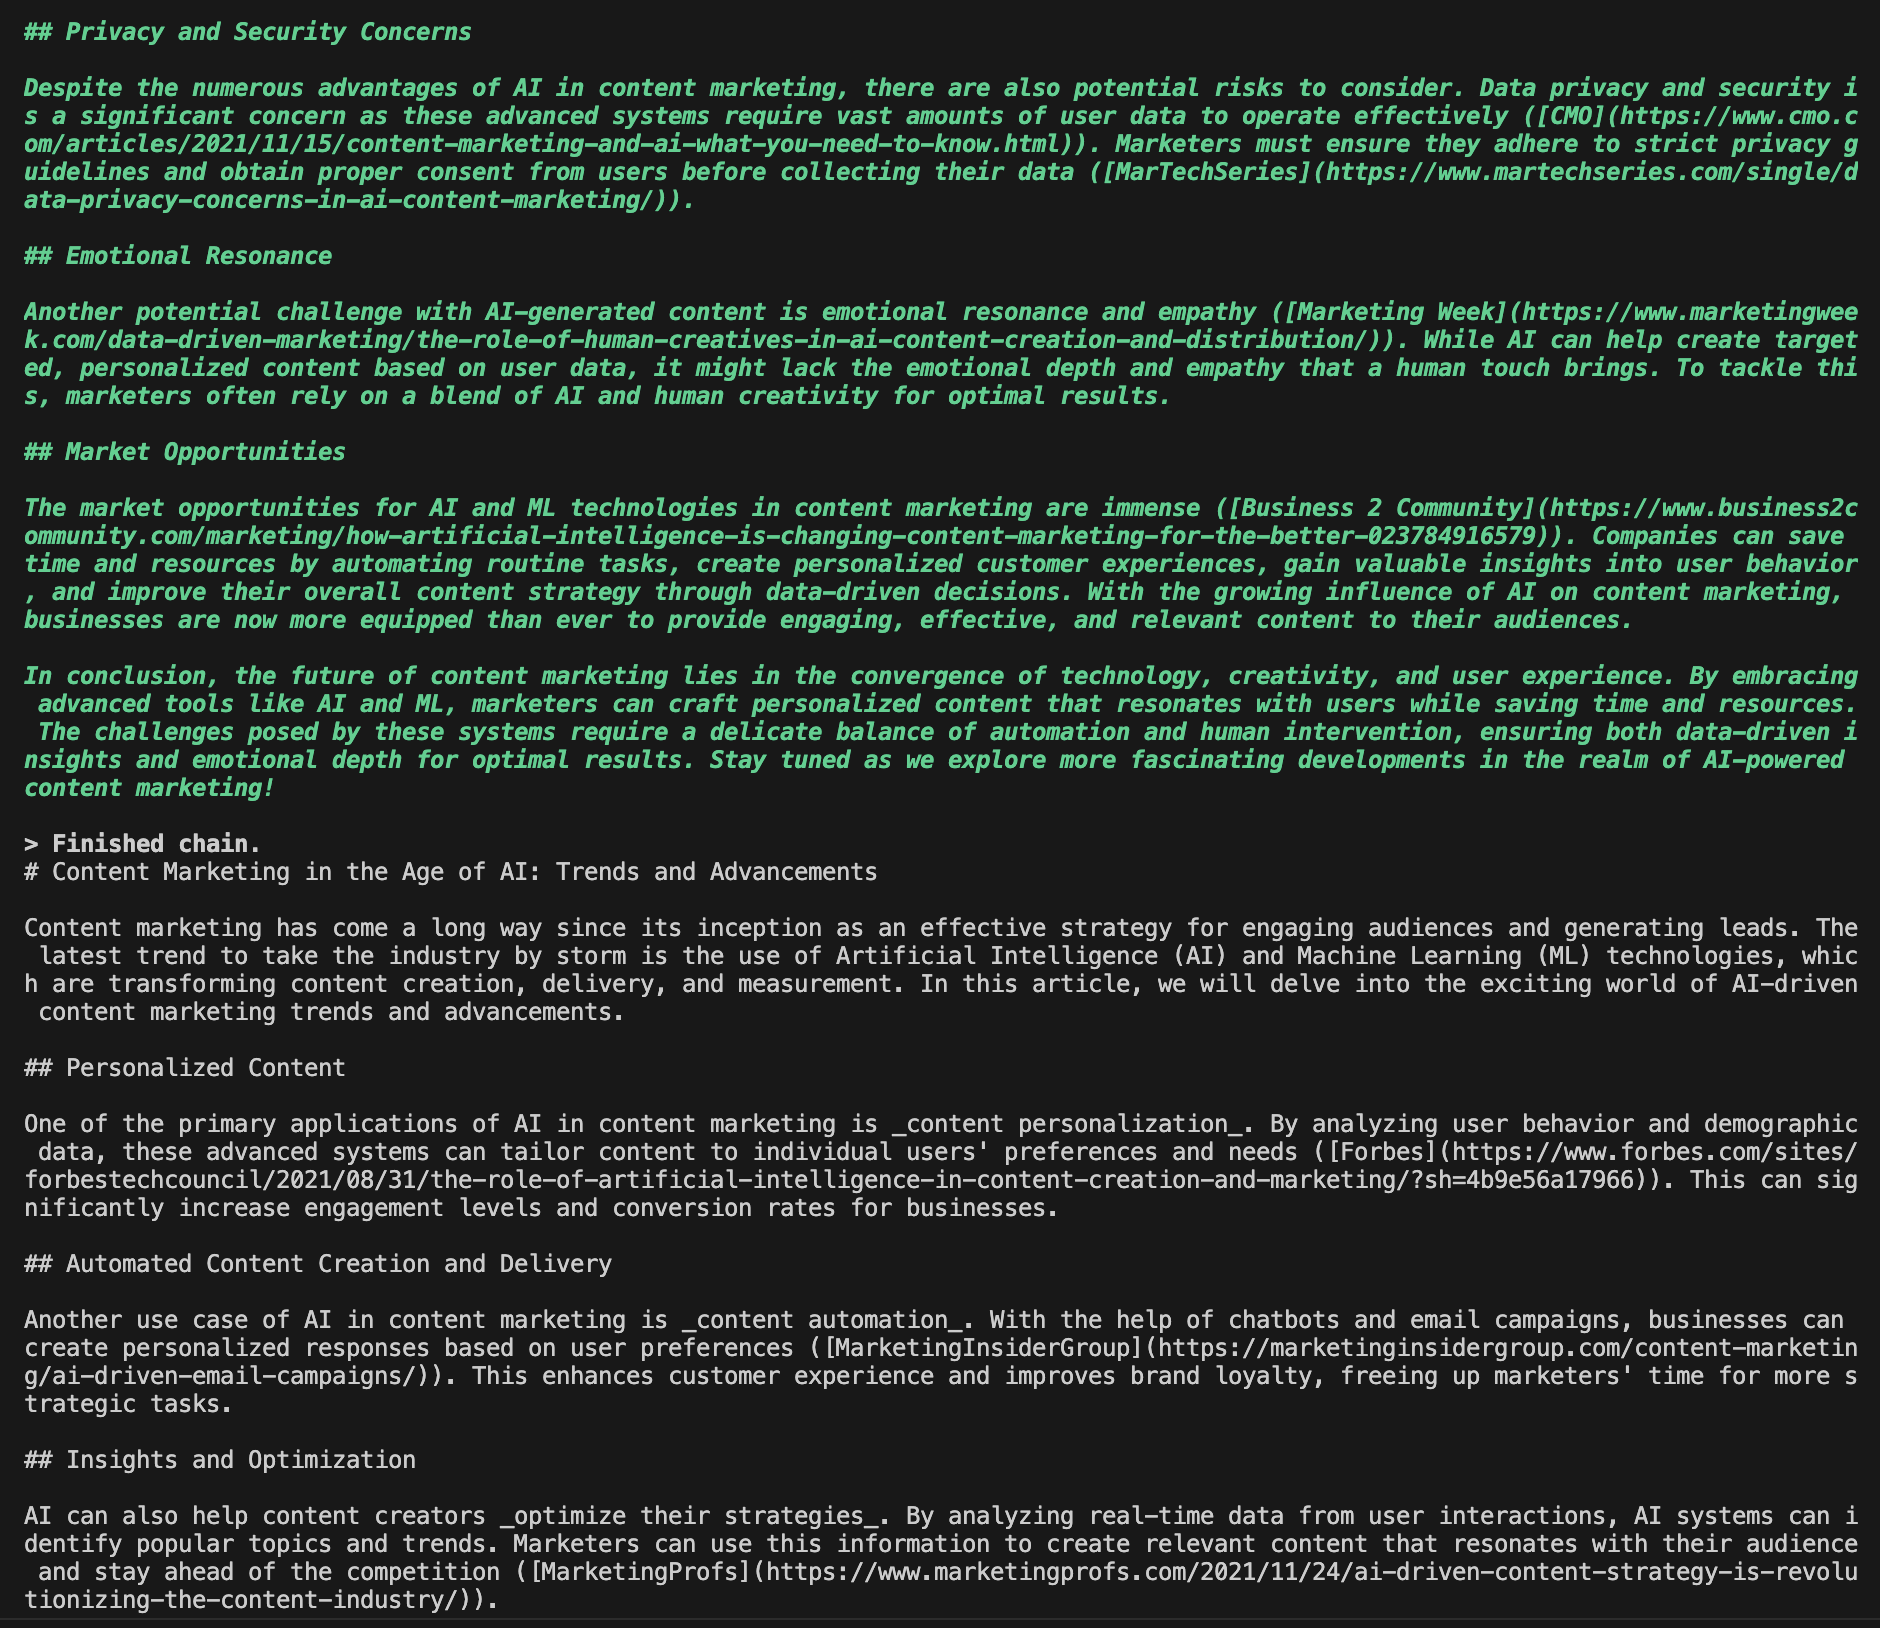 ## Privacy and Security Concerns
Despite the numerous advantages of AI in content marketing, there are also potential risks to consider. Data privacy and security i
s a significant concern as these advanced systems require vast amounts of user data to operate effectively ([CMO](https://www.cmo.c
om/articles/2021/11/15/content-marketing-and-ai-what-you-need-to-know.html)). Marketers must ensure they adhere to strict privacy g
uidelines and obtain proper consent from users before collecting their data ([MarTechSeries](https://www.martechseries.com/single/d
ata-privacy-concerns-in-ai-content-marketing/)).
## Emotional Resonance
Another potential challenge with AI-generated content is emotional resonance and empathy ([Marketing Week](https://www.marketingwee
k.com/data-driven-marketing/the-role-of-human-creatives-in-ai-content-creation-and-distribution/)). While AI can help create target
ed, personalized content based on user data, it might lack the emotional depth and empathy that a human touch brings. To tackle thi
s, marketers often rely on a blend of AI and human creativity for optimal results.
## Market Opportunities
The market opportunities for AI and ML technologies in content marketing are immense ([Business 2 Community](https://www.business2c
ommunity.com/marketing/how-artificial-intelligence-is-changing-content-marketing-for-the-better-023784916579)). Companies can save
time and resources by automating routine tasks, create personalized customer experiences, gain valuable insights into user behavior
, and improve their overall content strategy through data-driven decisions. With the growing influence of AI on content marketing,
businesses are now more equipped than ever to provide engaging, effective, and relevant content to their audiences.
In conclusion, the future of content marketing lies in the convergence of technology, creativity, and user experience. By embracing
 advanced tools like AI and ML, marketers can craft personalized content that resonates with users while saving time and resources.
 The challenges posed by these systems require a delicate balance of automation and human intervention, ensuring both data-driven i
nsights and emotional depth for optimal results. Stay tuned as we explore more fascinating developments in the realm of AI-powered
content marketing!
> Finished chain.
# Content Marketing in the Age of AI: Trends and Advancements
Content marketing has come a long way since its inception as an effective strategy for engaging audiences and generating leads. The
 latest trend to take the industry by storm is the use of Artificial Intelligence (AI) and Machine Learning (ML) technologies, whic
h are transforming content creation, delivery, and measurement. In this article, we will delve into the exciting world of AI-driven
 content marketing trends and advancements.
## Personalized Content
One of the primary applications of AI in content marketing is _content personalization_. By analyzing user behavior and demographic
 data, these advanced systems can tailor content to individual users' preferences and needs ([Forbes](https://www.forbes.com/sites/
forbestechcouncil/2021/08/31/the-role-of-artificial-intelligence-in-content-creation-and-marketing/?sh=4b9e56a17966)). This can sig
nificantly increase engagement levels and conversion rates for businesses.
## Automated Content Creation and Delivery
Another use case of AI in content marketing is _content automation_. With the help of chatbots and email campaigns, businesses can
create personalized responses based on user preferences ([MarketingInsiderGroup](https://marketinginsidergroup.com/content-marketin
g/ai-driven-email-campaigns/)). This enhances customer experience and improves brand loyalty, freeing up marketers' time for more s
trategic tasks.
## Insights and Optimization
AI can also help content creators _optimize their strategies_. By analyzing real-time data from user interactions, AI systems can i
dentify popular topics and trends. Marketers can use this information to create relevant content that resonates with their audience
 and stay ahead of the competition ([MarketingProfs](https://www.marketingprofs.com/2021/11/24/ai-driven-content-strategy-is-revolu
tionizing-the-content-industry/)).